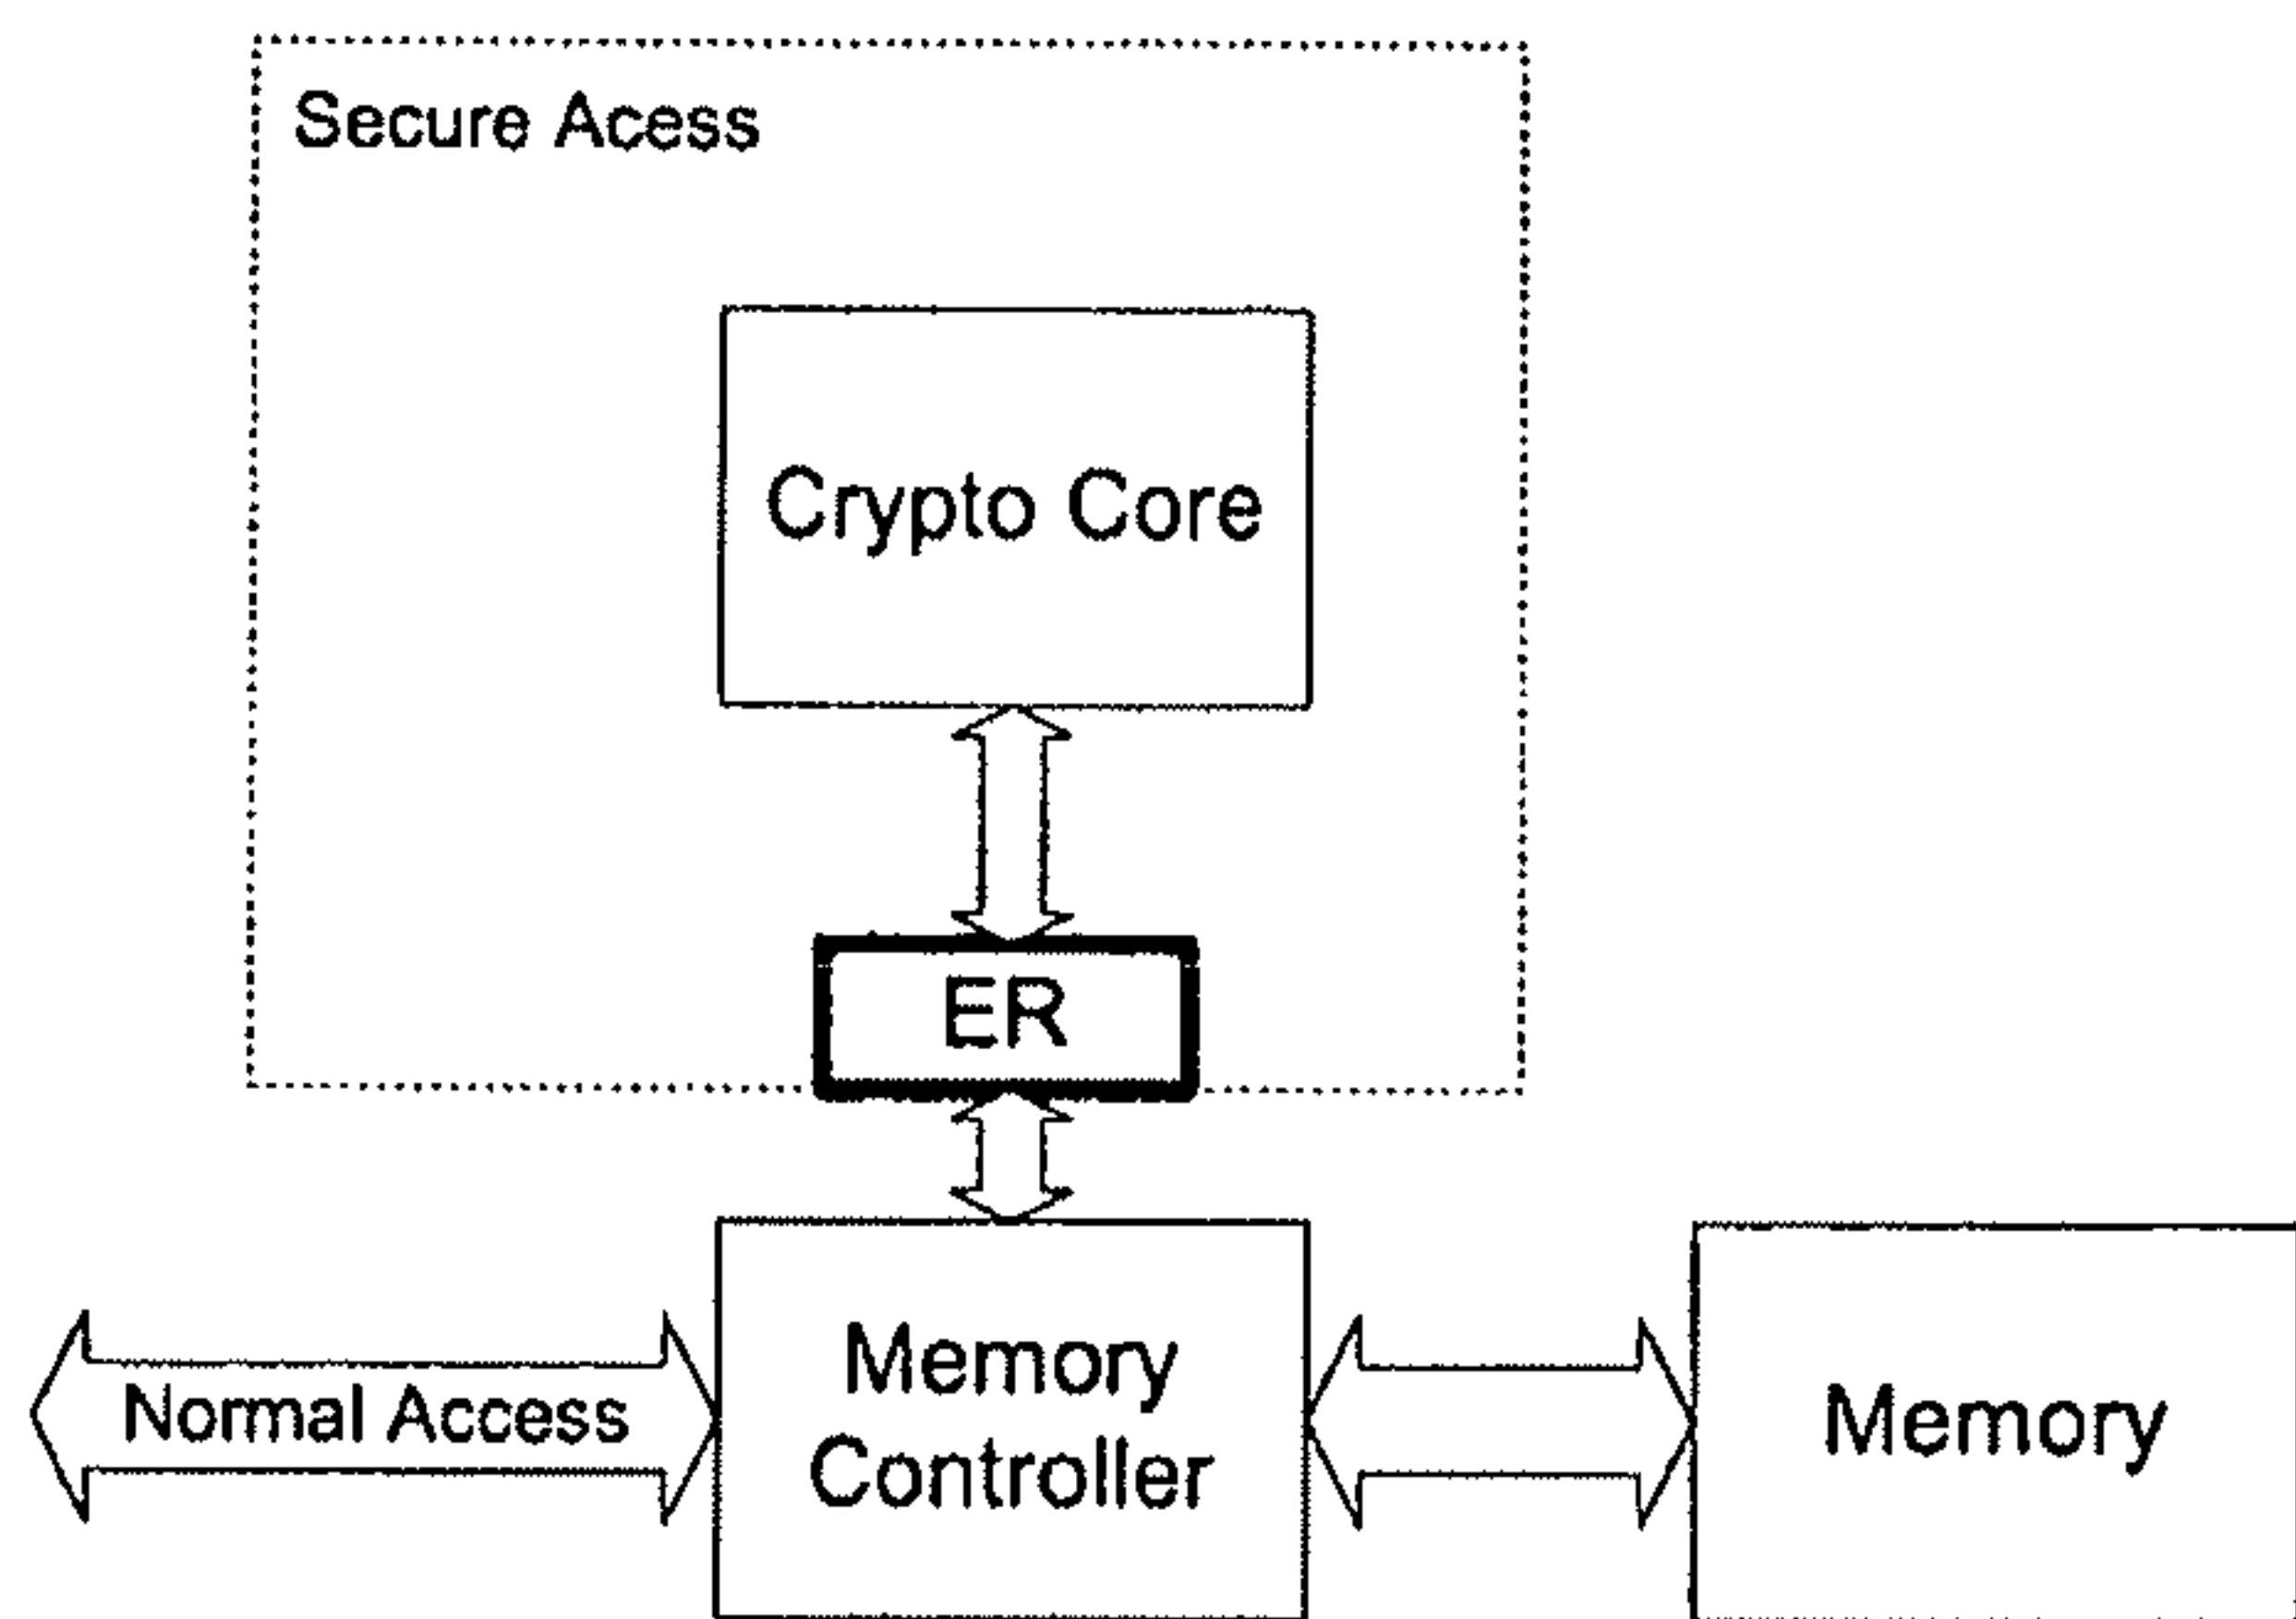 Secure Acess
Crypto Core
ER
Normal Access
Memory
Controller
Memory